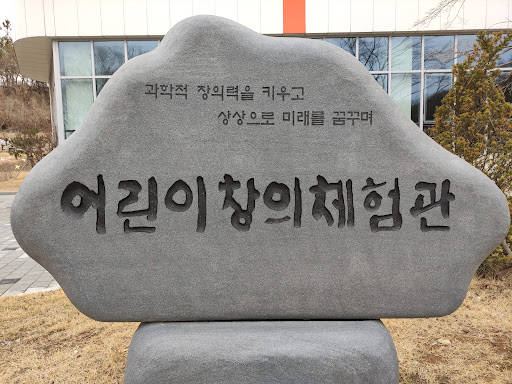 과학적 창의력을 키우고
상상으로 미래를 꿈꾸며
어린이창의체험관